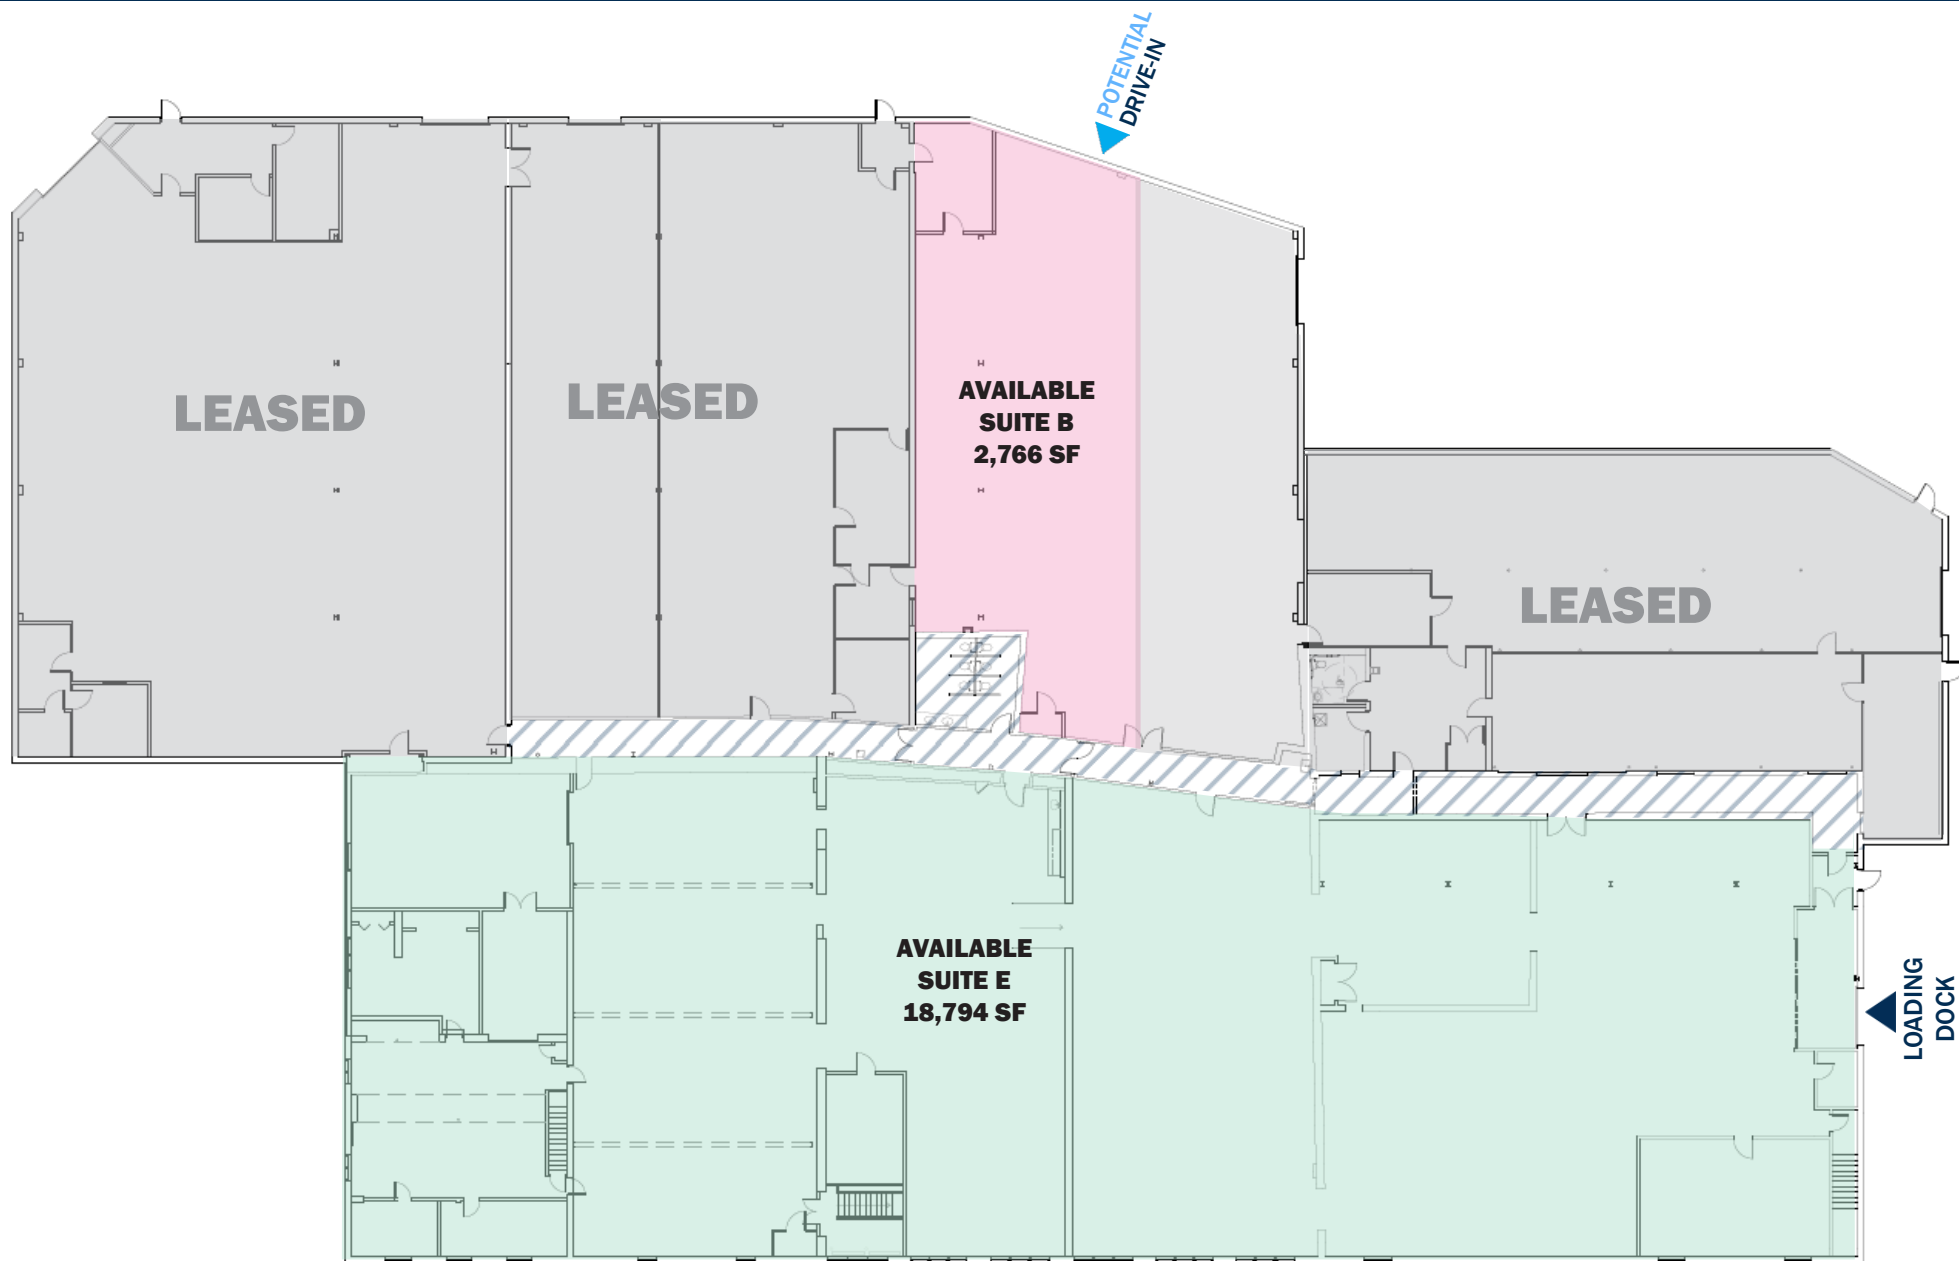 POTENTIAL
DRIVE-IN
LEASED
LEASED
AVAILABLE
SUITE B
2,766 SF
LEASED
AVAILABLE
SUITE E
18,794 SF
LOADING
DOCK